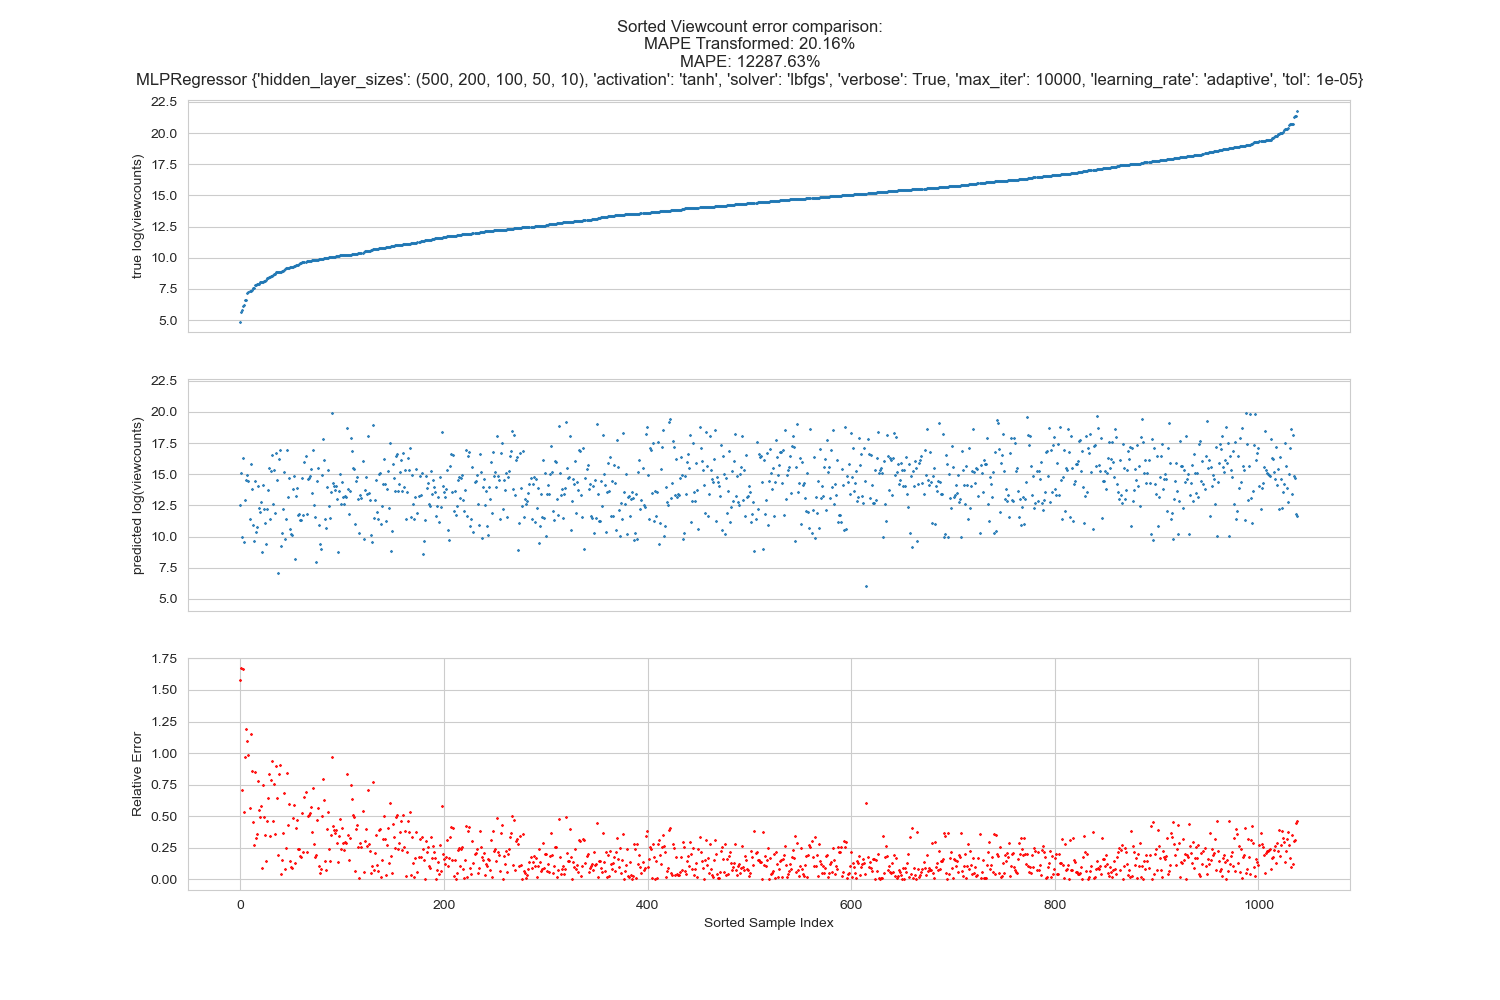 Sorted Viewcount error comparison:
MAPE Transformed: 20.16%
MAPE: 12287.63%
MLPRegressor {'hidden_layer_sizes': (500, 200, 100, 50, 10), 'activation': 'tanh', 'solver': 'lbfgs', 'verbose': True, 'max_iter': 10000, 'learning_rate': 'adaptive', 'tol': 1e-05}
true log(viewcounts)
22.5
20.0
17.5
15.0
12.5
10.0
7.5
5.0
predicted log(viewcounts)
22.5
20.0
17.5
15.0
12.5
10.0
7.5
5.0
Relative Error
1.75
1.50
1.25
1.00
0.75
0.50
0.25
0.00
0 200 400 600 800 1000
Sorted Sample Index